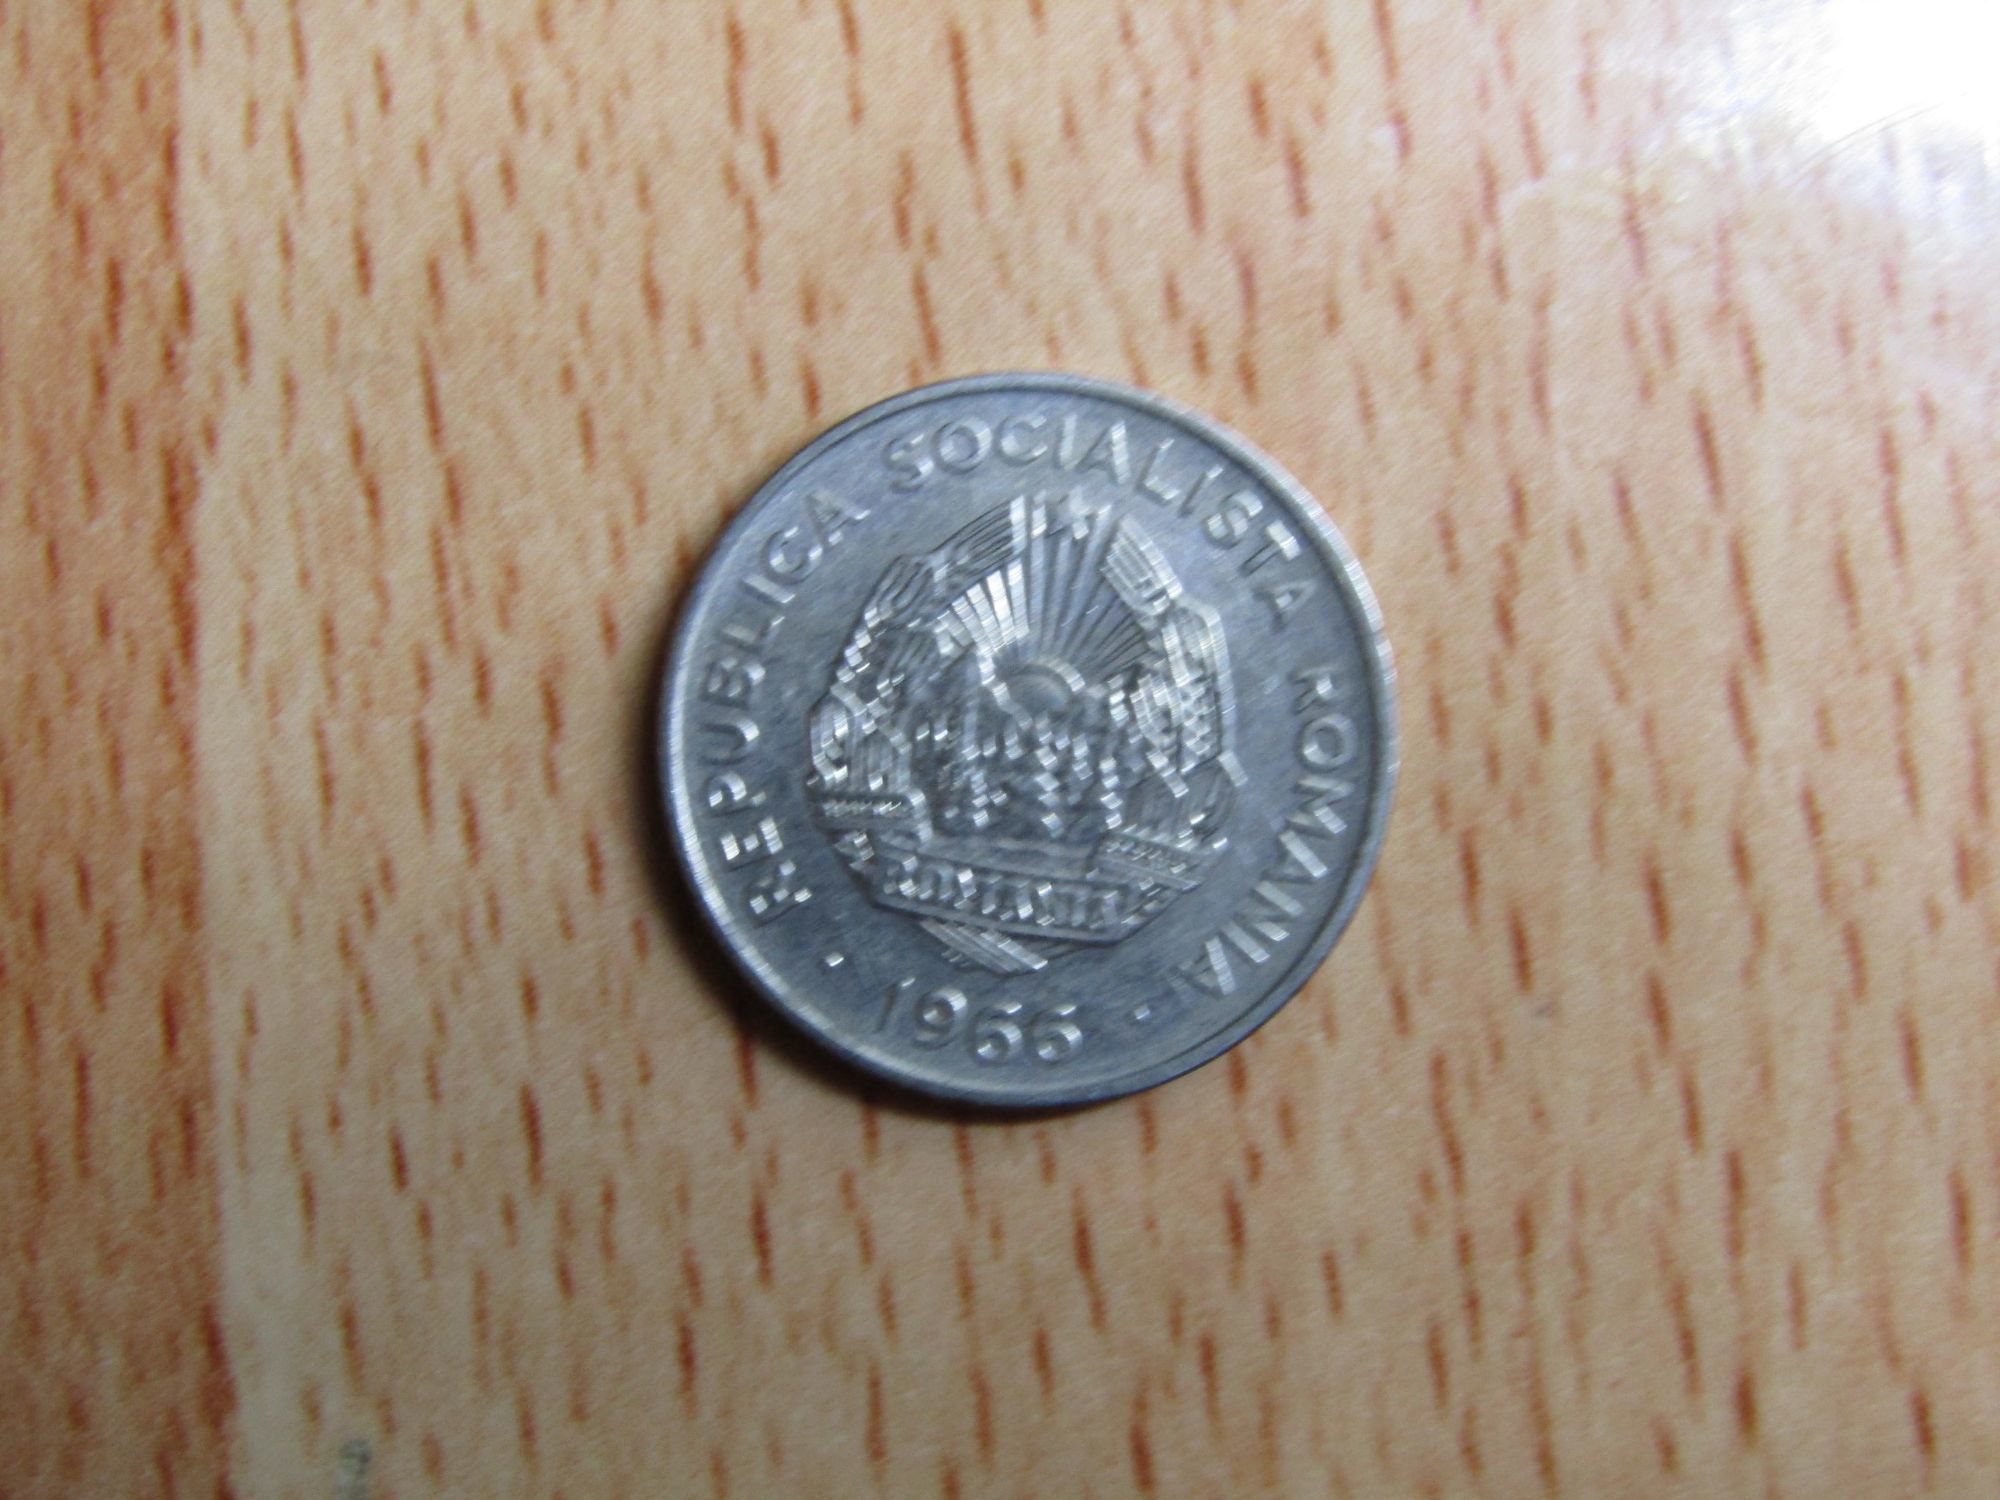 REPUBLICA SOCIALISTA ROMANIA
ROMANIA
· 1966 ·